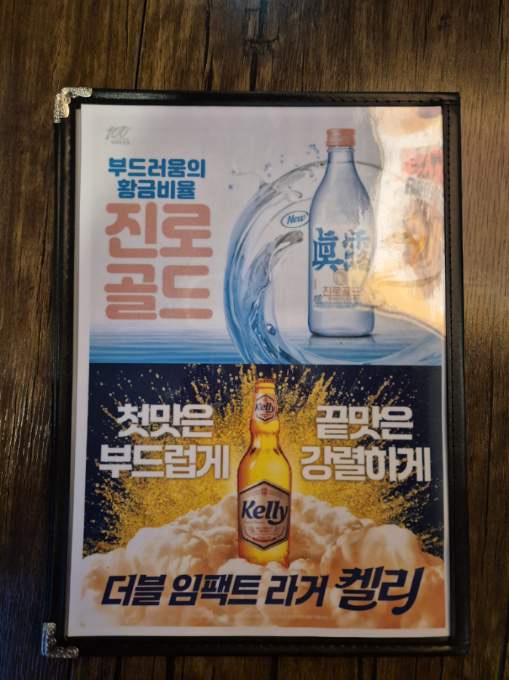 100
부드러움의
황금비율
진로
골드
New
眞
진로골드
첫맛은
부드럽게
끝맛은
강렬하게
Kelly
Kelly
더블 임팩트 라거 켈리